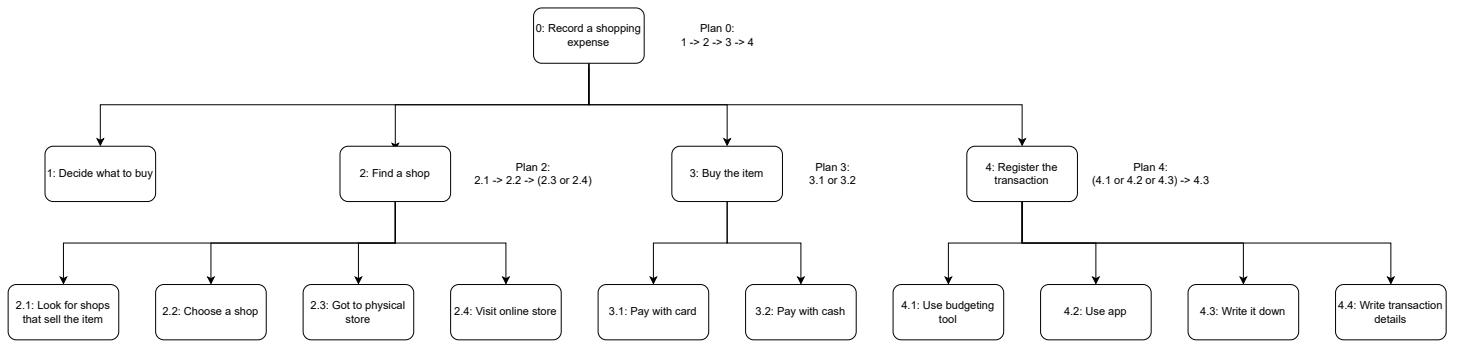 0: Record a shopping
expense
Plan 0:
1 -> 2 -> 3 -> 4
1: Decide what to buy
2: Find a shop
Plan 2:
2.1 -> 2.2 -> (2.3 or 2.4)
3: Buy the item
Plan 3:
3.1 or 3.2
4: Register the
transaction
Plan 4:
(4.1 or 4.2 or 4.3) -> 4.3
2.1: Look for shops
that sell the item
2.2: Choose a shop
2.3: Got to physical
store
2.4: Visit online store
3.1: Pay with card
3.2: Pay with cash
4.1: Use budgeting
tool
4.2: Use app
4.3: Write it down
4.4: Write transaction
details